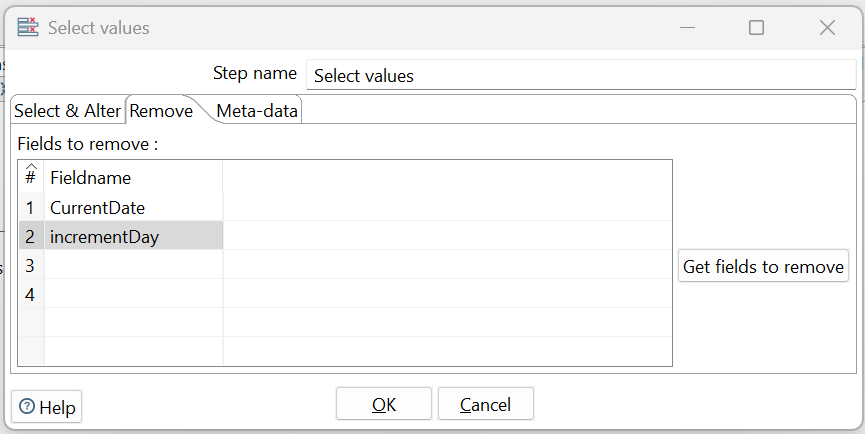 Select values
Step name Select values
Select & Alter Remove Meta-data
Fields to remove :
# Fieldname
1 CurrentDate
2 incrementDay
3
4
Get fields to remove
Help OK Cancel